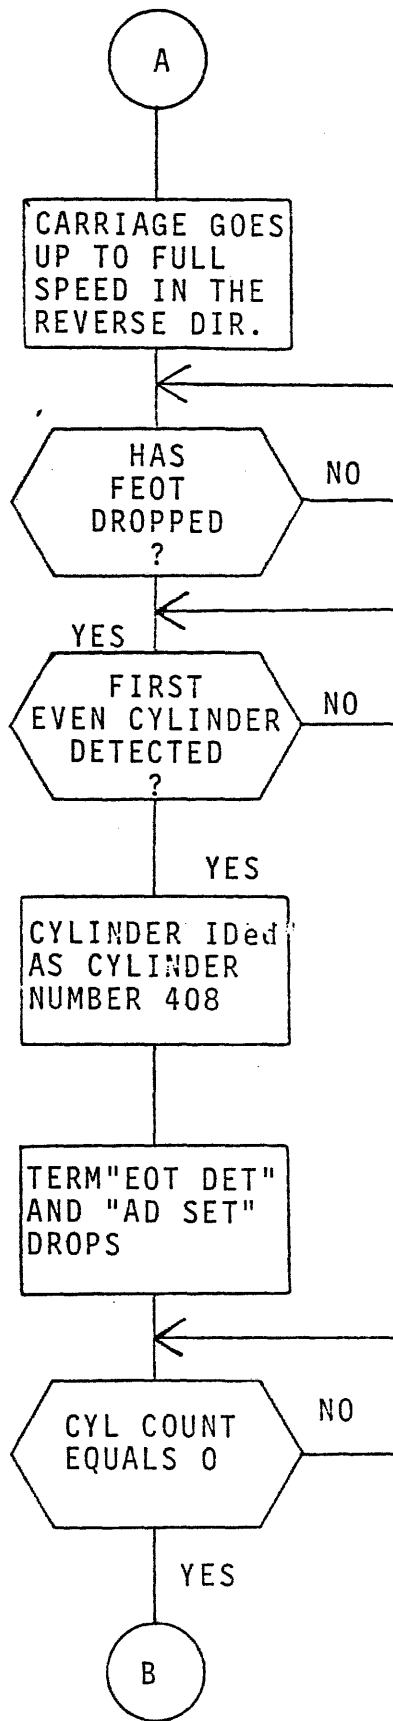 A
CARRIAGE GOES
UP TO FULL
SPEED IN THE
REVERSE DIR.
HAS
FEOT
DROPPED
?
NO
YES
FIRST
EVEN CYLINDER
DETECTED
?
NO
YES
CYLINDER IDed"
AS CYLINDER
NUMBER 408
TERM"EOT DET"
AND "AD SET"
DROPS
CYL COUNT
EQUALS 0
NO
YES
B